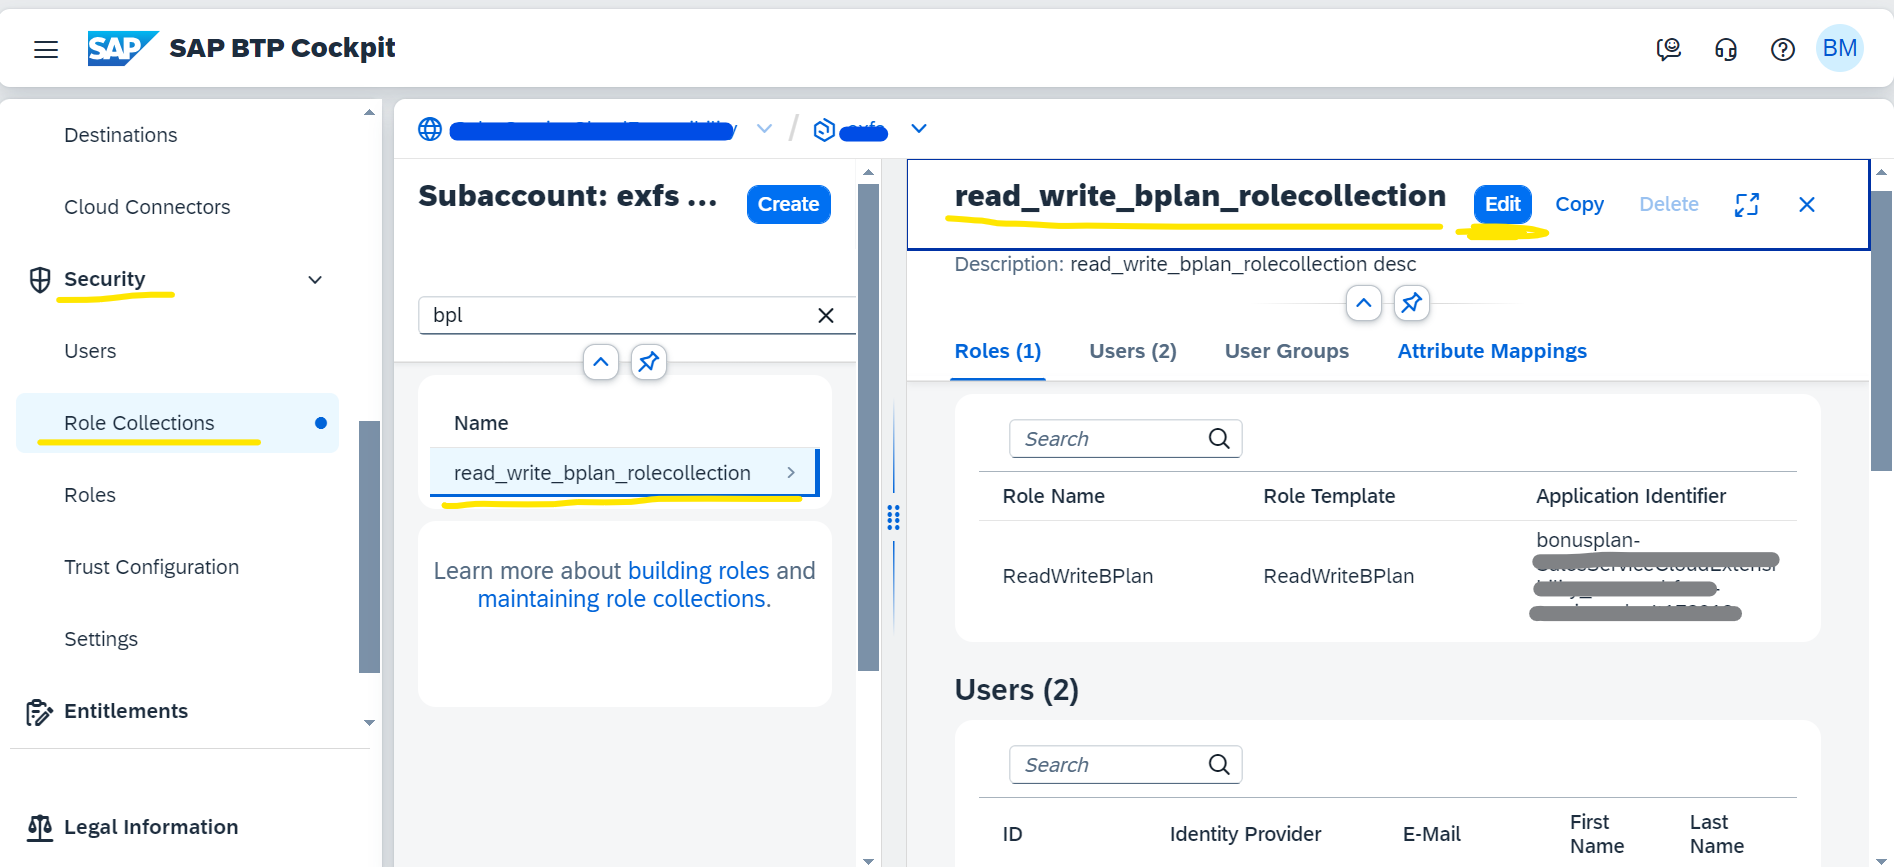 SAP SAP BTP Cockpit
BM
Destinations
Cloud Connectors
Security
Users
Role Collections
Roles
Trust Configuration
Settings
Entitlements
Legal Information
Subaccount: exfs ...
Create
bpl
Name
read_write_bplan_rolecollection
Learn more about building roles and
maintaining role collections.
read_write_bplan_rolecollection
Edit Copy Delete
Description: read_write_bplan_rolecollection desc
Roles (1) Users (2) User Groups Attribute Mappings
Search
Role Name Role Template Application Identifier
ReadWriteBPlan ReadWriteBPlan bonusplan-
Users (2)
Search
ID Identity Provider E-Mail First Name Last Name